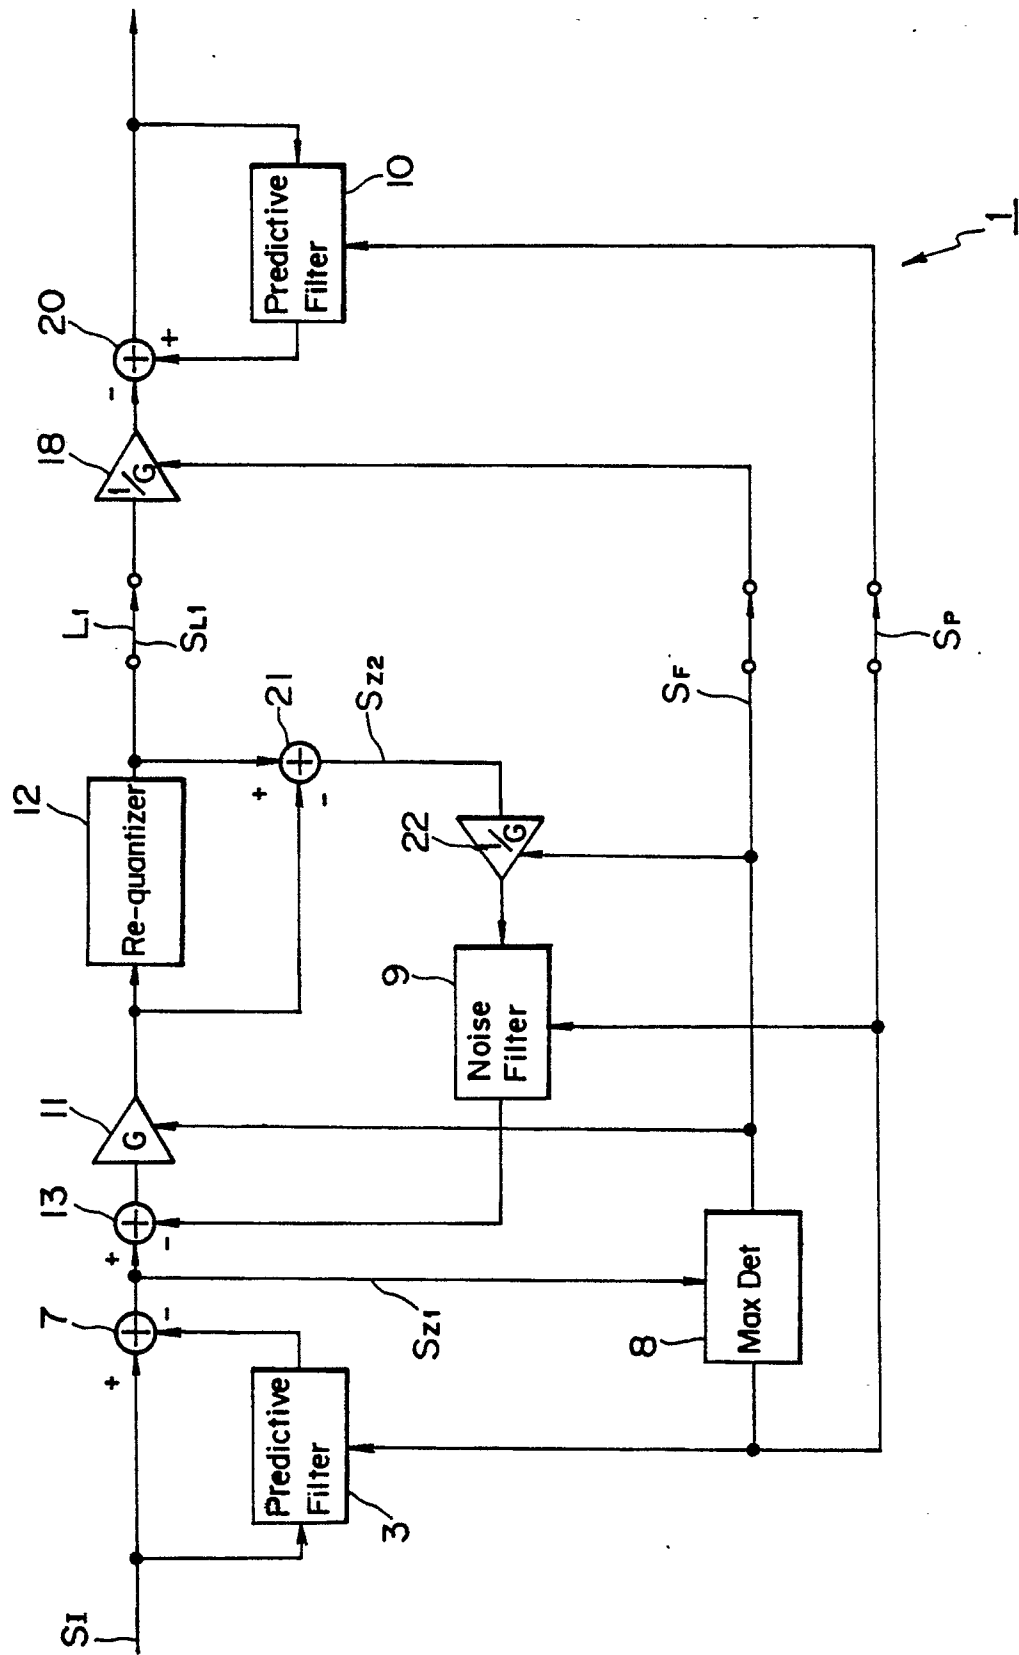 SI
+
7
-
Predictive
Filter
3
+
13
-
SZ1
Max Det
8
G
11
Re-quantizer
12
+
-
21
SZ2
1/G
22
Noise
Filter
9
L1
SL1
SF
SP
1/G
18
-
20
+
Predictive
Filter
10
1